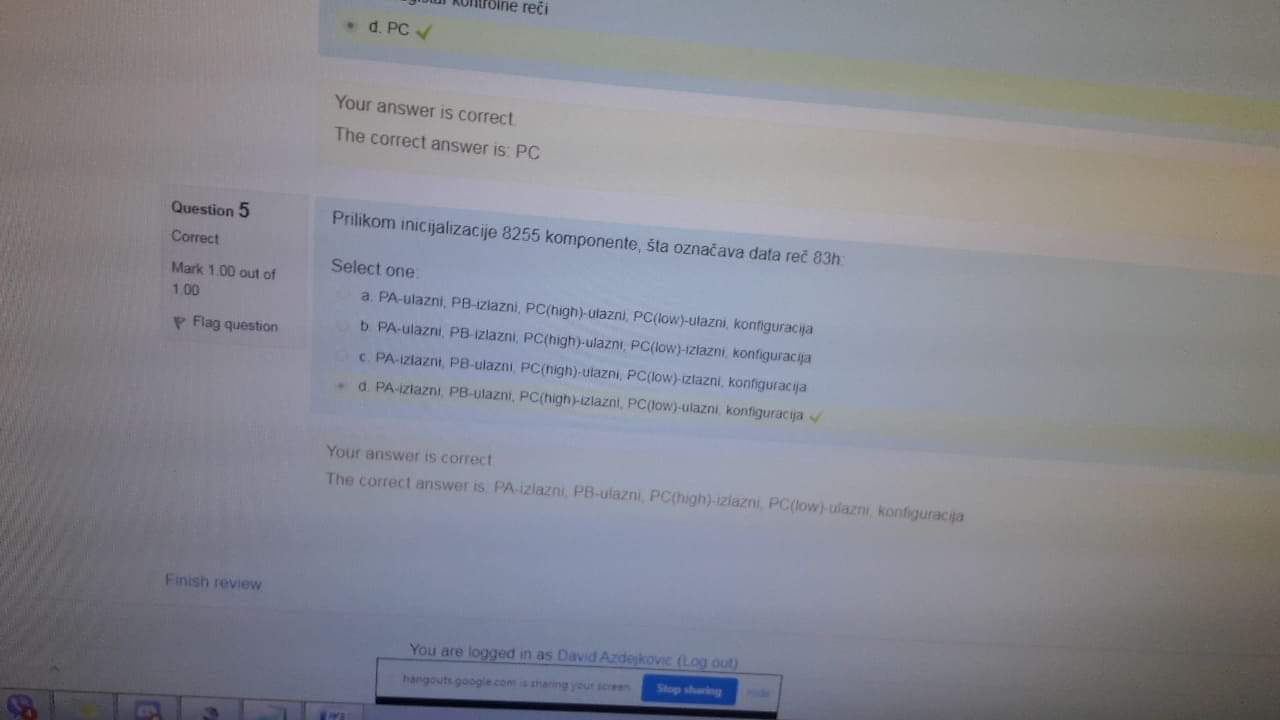 kontrolne reči
d. PC
Your answer is correct.
The correct answer is: PC
Question 5
Correct
Mark 1.00 out of
1.00
Flag question
Prilikom inicijalizacije 8255 komponente, šta označava data reč 83h:
Select one:
a. PA-ulazni, PB-izlazni, PC(high)-ulazni, PC(low)-ulazni, konfiguracija
b. PA-ulazni, PB-izlazni, PC(high)-ulazni, PC(low)-izlazni, konfiguracija
c. PA-izlazni, PB-ulazni, PC(high)-ulazni, PC(low)-izlazni, konfiguracija
d. PA-izlazni, PB-ulazni, PC(high)-izlazni, PC(low)-ulazni, konfiguracija
Your answer is correct.
The correct answer is: PA-izlazni, PB-ulazni, PC(high)-izlazni, PC(low)-ulazni, konfiguracija
Finish review
You are logged in as David Azdejkovic (Log out)
hangouts.google.com is sharing your screen.
Stop sharing
Hide